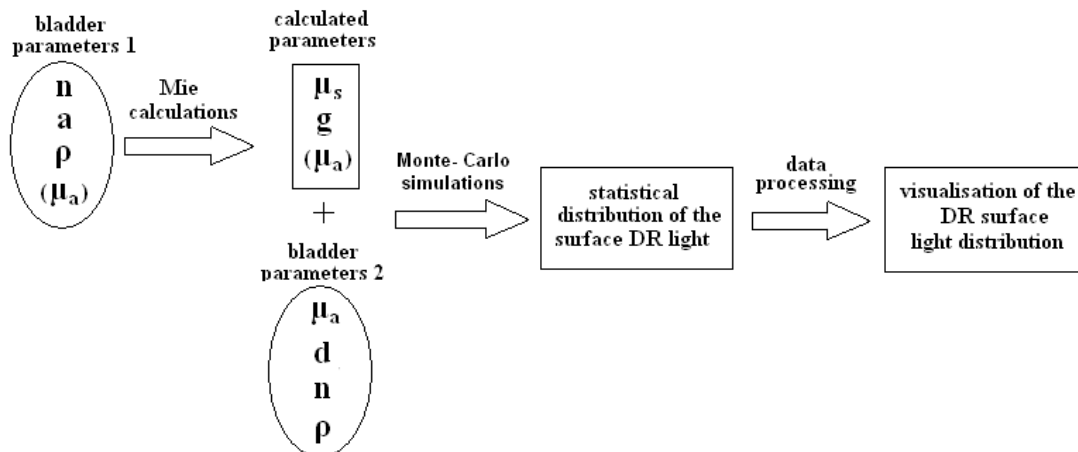 bladder
parameters 1
n
a
ρ
(μa)
Mie
calculations
calculated
parameters
μs
g
(μa)
+
bladder
parameters 2
μa
d
n
ρ
Monte- Carlo
simulations
statistical
distribution of the
surface DR light
data
processing
visualisation of the
DR surface
light distribution